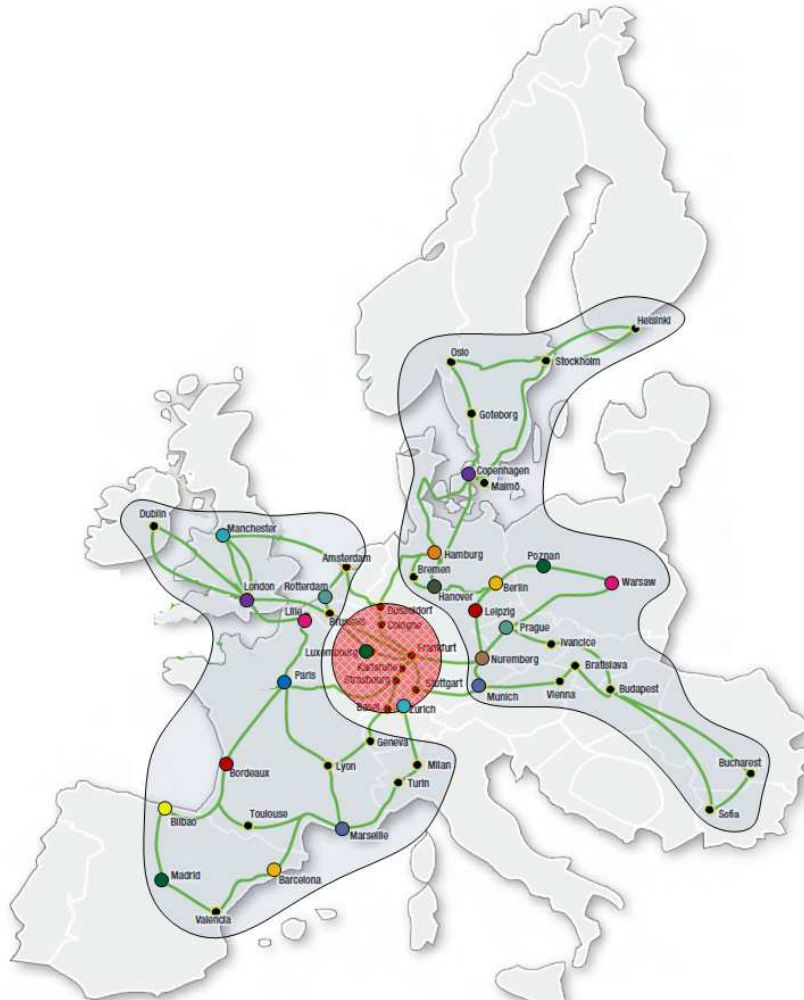 Helsinki
Oslo
Stockholm
Goteborg
Copenhagen
Malmö
Dublin
Manchester
Hamburg
Amsterdam
Poznan
Bremen
Warsaw
London
Rotterdam
Hanover
Berlin
Lille
Brussels
Düsseldorf
Leipzig
Cologne
Prague
Ivancice
Luxembourg
Frankfurt
Nuremberg
Karlsruhe
Bratislava
Paris
Strasbourg
Stuttgart
Munich
Vienna
Budapest
Basel
Zurich
Geneva
Bordeaux
Lyon
Milan
Bucharest
Turin
Bilbao
Toulouse
Marseille
Sofia
Madrid
Barcelona
Valencia